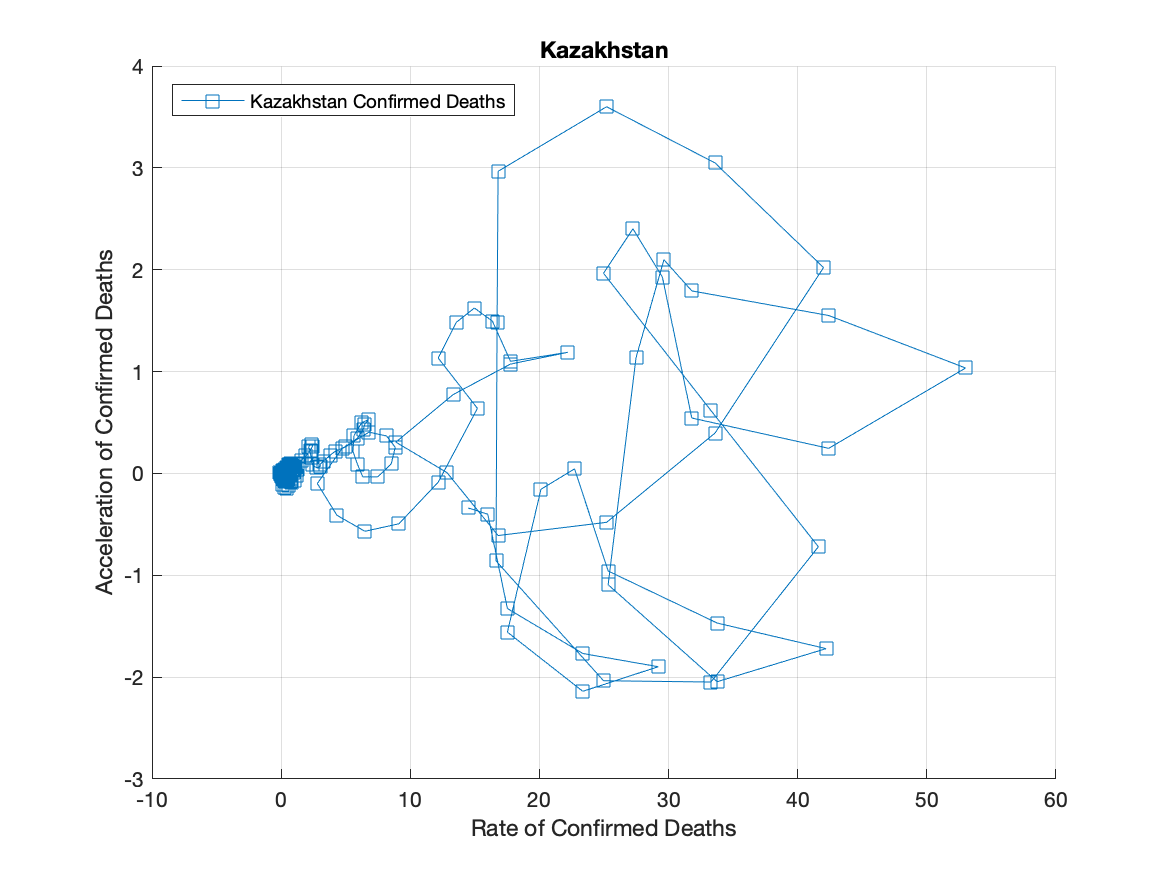 Kazakhstan
Kazakhstan Confirmed Deaths
4
3
2
1
0
-1
-2
-3
-10 0 10 20 30 40 50 60
Rate of Confirmed Deaths
Acceleration of Confirmed Deaths